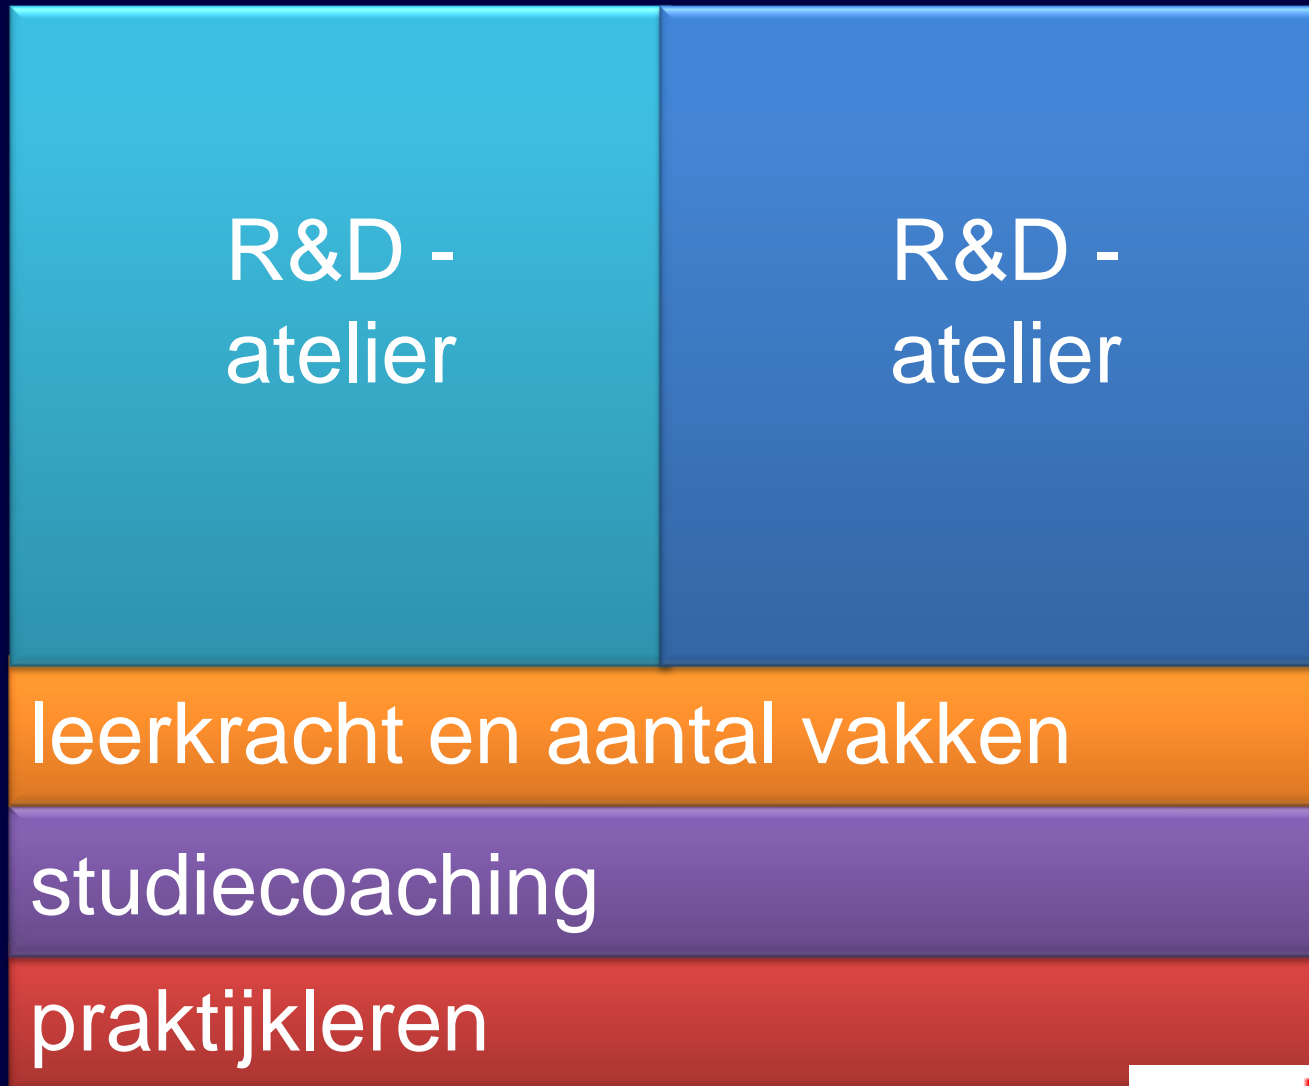 R&D -
atelier
R&D -
atelier
leerkracht en aantal vakken
studiecoaching
praktijkleren